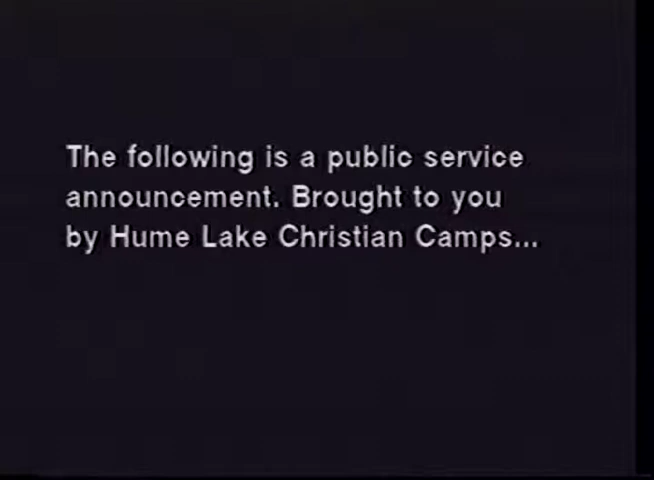 The following is a public service
announcement. Brought to you
by Hume Lake Christian Camps...